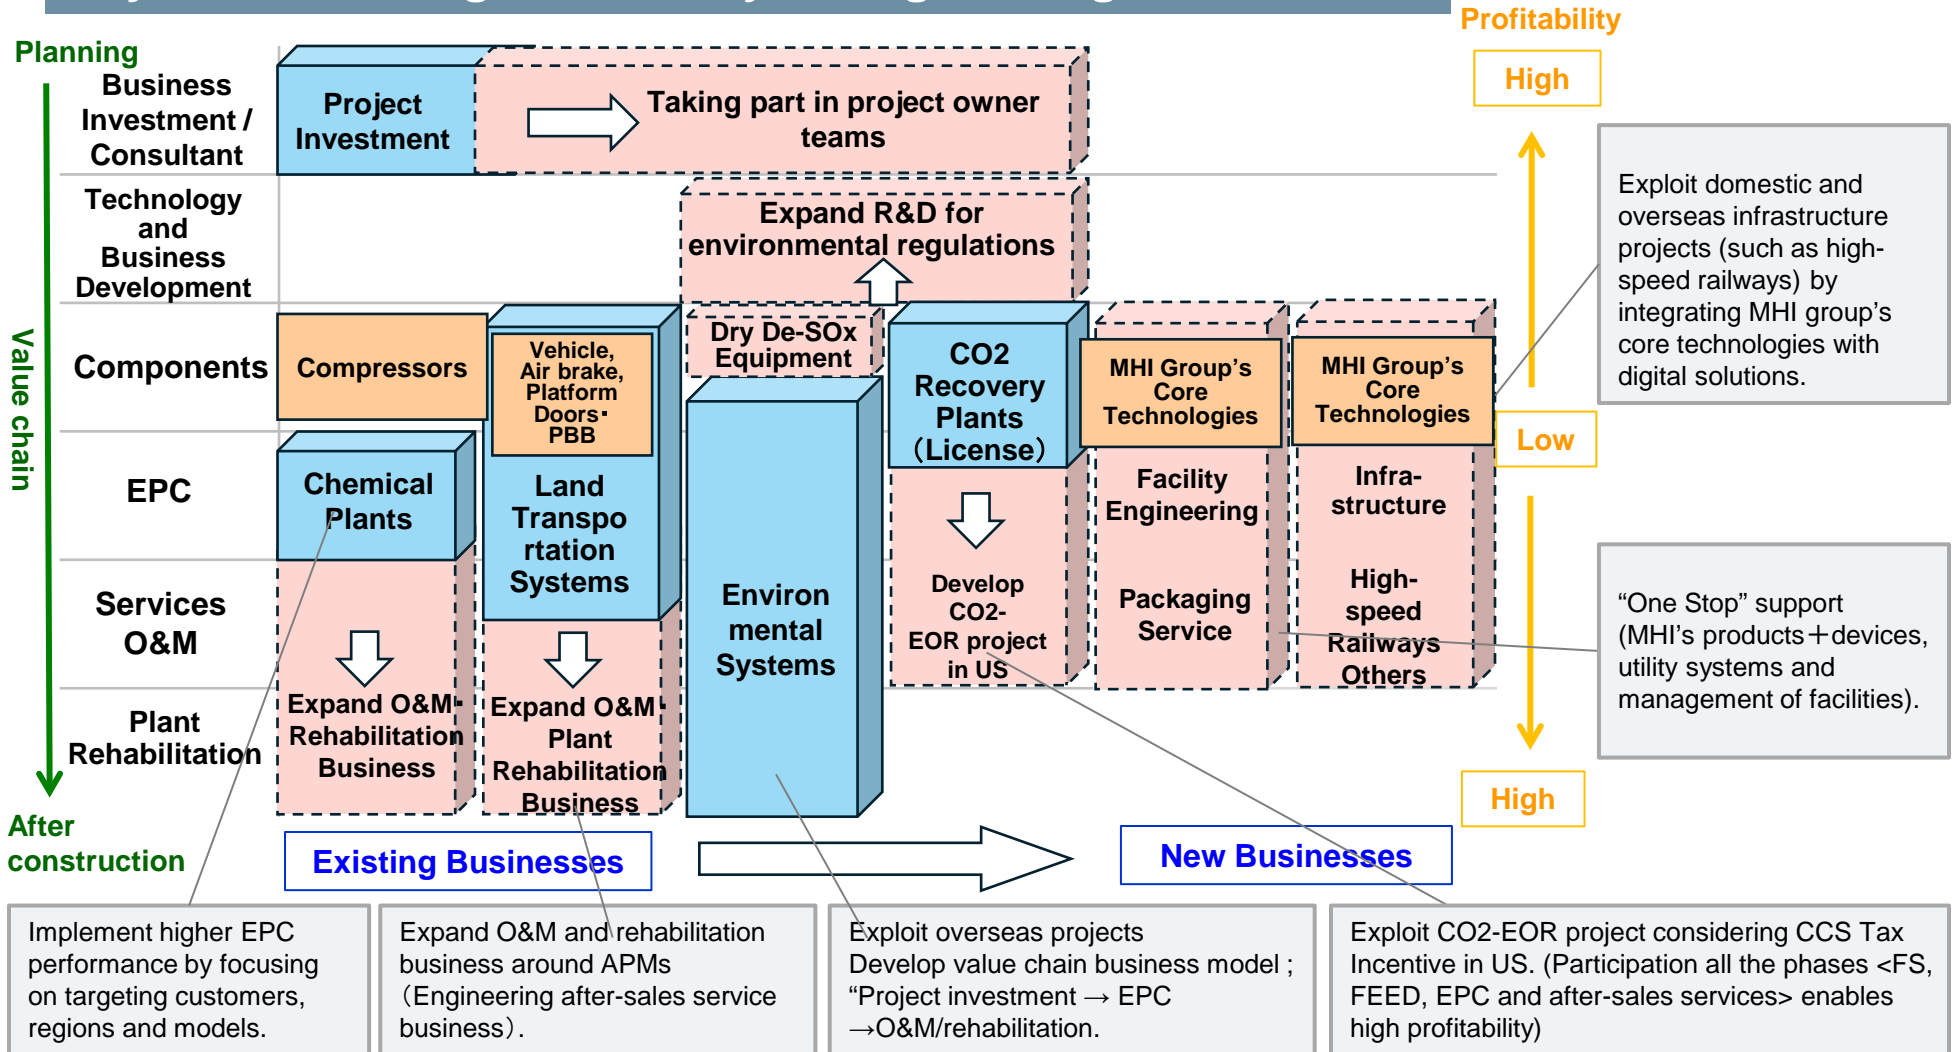 Profitability
Planning
High
Business
Investment /
Consultant
Project
Investment
Taking part in project owner
teams
Technology
and
Business
Development
Expand R&D for
environmental regulations
Exploit domestic and
overseas infrastructure
projects (such as high-
speed railways) by
integrating MHI group's
core technologies with
digital solutions.
Value chain
Components
Compressors
Vehicle,
Air brake,
Platform
Doors・
PBB
Dry De-SOx
Equipment
CO2
Recovery
Plants
（License）
MHI Group's
Core
Technologies
MHI Group's
Core
Technologies
Low
EPC
Chemical
Plants
Land
Transpo
rtation
Systems
Facility
Engineering
Infra-
structure
Services
O&M
Environ
mental
Systems
Develop
CO2-
EOR project
in US
Packaging
Service
High-
speed
Railways
Others
“One Stop” support
(MHI's products＋devices,
utility systems and
management of facilities).
Plant
Rehabilitation
Expand O&M・
Rehabilitation
Business
Expand O&M・
Plant
Rehabilitation
Business
High
After
construction
Existing Businesses
New Businesses
Implement higher EPC
performance by focusing
on targeting customers,
regions and models.
Expand O&M and rehabilitation
business around APMs
（Engineering after-sales service
business）.
Exploit overseas projects
Develop value chain business model ;
“Project investment → EPC
→O&M/rehabilitation.
Exploit CO2-EOR project considering CCS Tax
Incentive in US. (Participation all the phases <FS,
FEED, EPC and after-sales services> enables
high profitability)